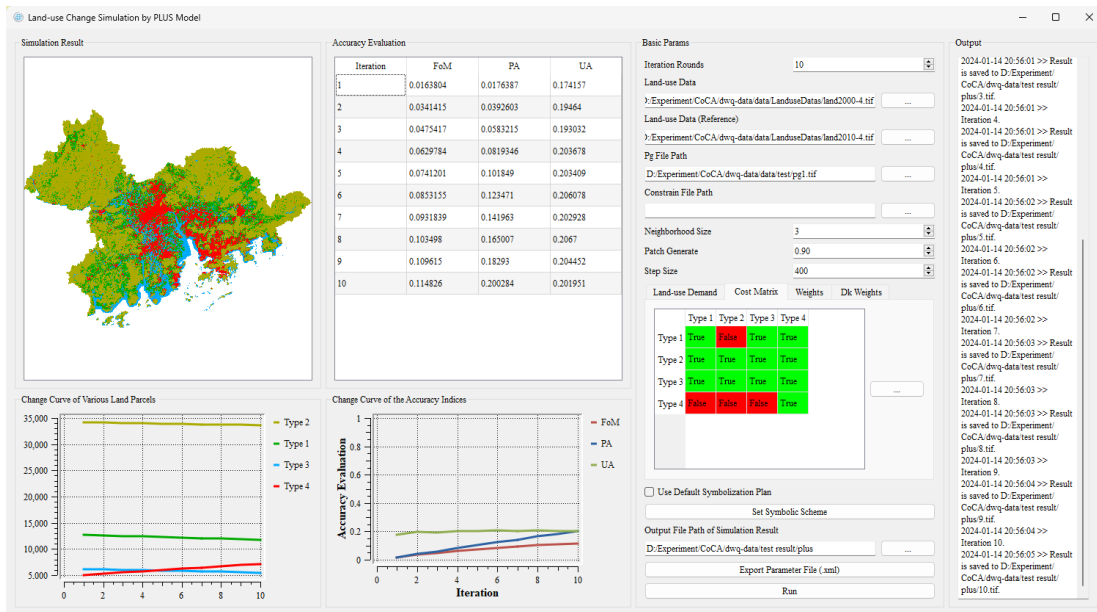 Land-use Change Simulation by PLUS Model
Simulation Result
Accuracy Evaluation
Iteration FoM PA UA
1 0.0163804 0.0176387 0.174157
2 0.0341415 0.0392603 0.19464
3 0.0475417 0.0583215 0.193032
4 0.0629784 0.0819346 0.203678
5 0.0741201 0.101849 0.203409
6 0.0853155 0.123471 0.206078
7 0.0931839 0.141963 0.202928
8 0.103498 0.165007 0.2067
9 0.109615 0.18293 0.204452
10 0.114826 0.200284 0.201951
Change Curve of Various Land Parcels
35,000
30,000
25,000
20,000
15,000
10,000
5,000
0 2 4 6 8 10
Type 2
Type 1
Type 3
Type 4
Change Curve of the Accuracy Indices
Accuracy Evaluation
1
0.8
0.6
0.4
0.2
0
0 2 4 6 8 10
Iteration
FoM
PA
UA
Basic Params
Iteration Rounds 10
Land-use Data
:/Experiment/CoCA/dwq-data/data/LanduseDatas/land2000-4.tif ...
Land-use Data (Reference)
:/Experiment/CoCA/dwq-data/data/LanduseDatas/land2010-4.tif ...
Pg File Path
D:/Experiment/CoCA/dwq-data/data/test/pg1.tif ...
Constrain File Path
...
Neighborhood Size 3
Patch Generate 0.90
Step Size 400
Land-use Demand Cost Matrix Weights Dk Weights
Type 1 Type 2 Type 3 Type 4
Type 1 True False True True
Type 2 True True True True
Type 3 True True True True
Type 4 False False False True
...
Use Default Symbolization Plan
Set Symbolic Scheme
Output File Path of Simulation Result
D:/Experiment/CoCA/dwq-data/test result/plus ...
Export Parameter File (.xml)
Run
Output
2024-01-14 20:56:01 >> Result
is saved to D:/Experiment/
CoCA/dwq-data/test result/
plus/3.tif.
2024-01-14 20:56:01 >>
Iteration 4.
2024-01-14 20:56:01 >> Result
is saved to D:/Experiment/
CoCA/dwq-data/test result/
plus/4.tif.
2024-01-14 20:56:01 >>
Iteration 5.
2024-01-14 20:56:02 >> Result
is saved to D:/Experiment/
CoCA/dwq-data/test result/
plus/5.tif.
2024-01-14 20:56:02 >>
Iteration 6.
2024-01-14 20:56:02 >> Result
is saved to D:/Experiment/
CoCA/dwq-data/test result/
plus/6.tif.
2024-01-14 20:56:02 >>
Iteration 7.
2024-01-14 20:56:03 >> Result
is saved to D:/Experiment/
CoCA/dwq-data/test result/
plus/7.tif.
2024-01-14 20:56:03 >>
Iteration 8.
2024-01-14 20:56:03 >> Result
is saved to D:/Experiment/
CoCA/dwq-data/test result/
plus/8.tif.
2024-01-14 20:56:03 >>
Iteration 9.
2024-01-14 20:56:04 >> Result
is saved to D:/Experiment/
CoCA/dwq-data/test result/
plus/9.tif.
2024-01-14 20:56:04 >>
Iteration 10.
2024-01-14 20:56:05 >> Result
is saved to D:/Experiment/
CoCA/dwq-data/test result/
plus/10.tif.